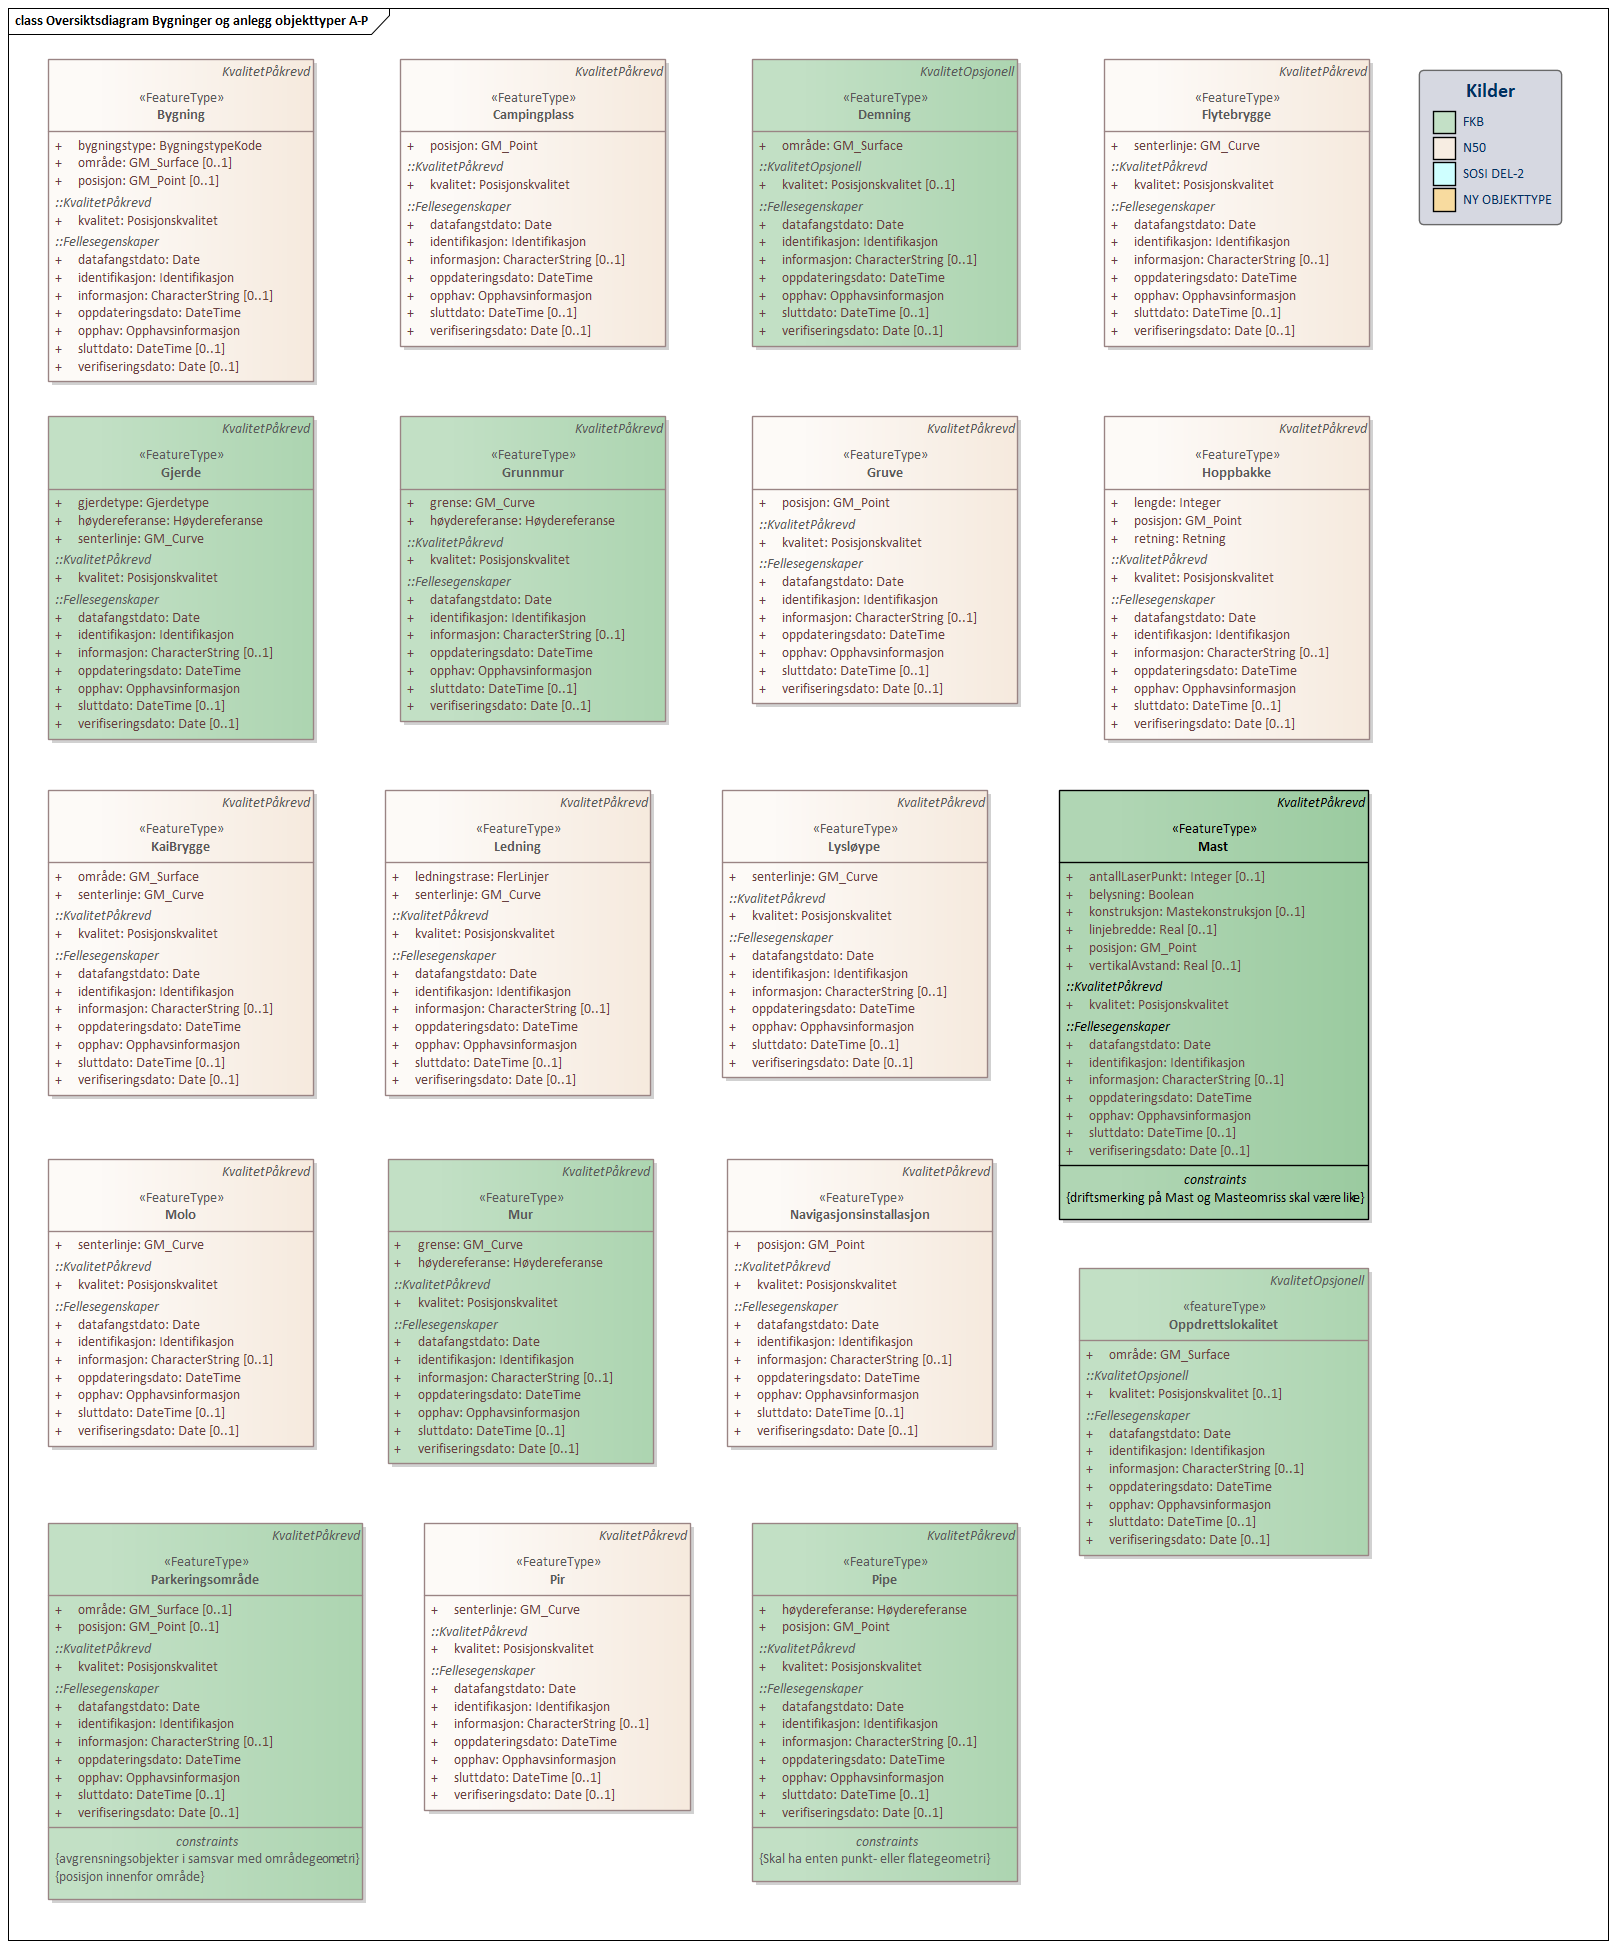 class Oversiktsdiagram Bygninger og anlegg objekttyper A-P
KvalitetPåkrevd
«FeatureType»
Bygning
+ bygningstype: BygningstypeKode
+ område: GM_Surface [0..1]
+ posisjon: GM_Point [0..1]
::KvalitetPåkrevd
+ kvalitet: Posisjonskvalitet
::Fellesegenskaper
+ datafangstdato: Date
+ identifikasjon: Identifikasjon
+ informasjon: CharacterString [0..1]
+ oppdateringsdato: DateTime
+ opphav: Opphavsinformasjon
+ sluttdato: DateTime [0..1]
+ verifiseringsdato: Date [0..1]
KvalitetPåkrevd
«FeatureType»
Campingplass
+ posisjon: GM_Point
::KvalitetPåkrevd
+ kvalitet: Posisjonskvalitet
::Fellesegenskaper
+ datafangstdato: Date
+ identifikasjon: Identifikasjon
+ informasjon: CharacterString [0..1]
+ oppdateringsdato: DateTime
+ opphav: Opphavsinformasjon
+ sluttdato: DateTime [0..1]
+ verifiseringsdato: Date [0..1]
KvalitetOpsjonell
«FeatureType»
Demning
+ område: GM_Surface
::KvalitetOpsjonell
+ kvalitet: Posisjonskvalitet [0..1]
::Fellesegenskaper
+ datafangstdato: Date
+ identifikasjon: Identifikasjon
+ informasjon: CharacterString [0..1]
+ oppdateringsdato: DateTime
+ opphav: Opphavsinformasjon
+ sluttdato: DateTime [0..1]
+ verifiseringsdato: Date [0..1]
KvalitetPåkrevd
«FeatureType»
Flytebrygge
+ senterlinje: GM_Curve
::KvalitetPåkrevd
+ kvalitet: Posisjonskvalitet
::Fellesegenskaper
+ datafangstdato: Date
+ identifikasjon: Identifikasjon
+ informasjon: CharacterString [0..1]
+ oppdateringsdato: DateTime
+ opphav: Opphavsinformasjon
+ sluttdato: DateTime [0..1]
+ verifiseringsdato: Date [0..1]
Kilder
FKB
N50
SOSI DEL-2
NY OBJEKTTYPE
KvalitetPåkrevd
«FeatureType»
Gjerde
+ gjerdetype: Gjerdetype
+ høydereferanse: Høydereferanse
+ senterlinje: GM_Curve
::KvalitetPåkrevd
+ kvalitet: Posisjonskvalitet
::Fellesegenskaper
+ datafangstdato: Date
+ identifikasjon: Identifikasjon
+ informasjon: CharacterString [0..1]
+ oppdateringsdato: DateTime
+ opphav: Opphavsinformasjon
+ sluttdato: DateTime [0..1]
+ verifiseringsdato: Date [0..1]
KvalitetPåkrevd
«FeatureType»
Grunnmur
+ grense: GM_Curve
+ høydereferanse: Høydereferanse
::KvalitetPåkrevd
+ kvalitet: Posisjonskvalitet
::Fellesegenskaper
+ datafangstdato: Date
+ identifikasjon: Identifikasjon
+ informasjon: CharacterString [0..1]
+ oppdateringsdato: DateTime
+ opphav: Opphavsinformasjon
+ sluttdato: DateTime [0..1]
+ verifiseringsdato: Date [0..1]
KvalitetPåkrevd
«FeatureType»
Gruve
+ posisjon: GM_Point
::KvalitetPåkrevd
+ kvalitet: Posisjonskvalitet
::Fellesegenskaper
+ datafangstdato: Date
+ identifikasjon: Identifikasjon
+ informasjon: CharacterString [0..1]
+ oppdateringsdato: DateTime
+ opphav: Opphavsinformasjon
+ sluttdato: DateTime [0..1]
+ verifiseringsdato: Date [0..1]
KvalitetPåkrevd
«FeatureType»
Hoppbakke
+ lengde: Integer
+ posisjon: GM_Point
+ retning: Retning
::KvalitetPåkrevd
+ kvalitet: Posisjonskvalitet
::Fellesegenskaper
+ datafangstdato: Date
+ identifikasjon: Identifikasjon
+ informasjon: CharacterString [0..1]
+ oppdateringsdato: DateTime
+ opphav: Opphavsinformasjon
+ sluttdato: DateTime [0..1]
+ verifiseringsdato: Date [0..1]
KvalitetPåkrevd
«FeatureType»
KaiBrygge
+ område: GM_Surface
+ senterlinje: GM_Curve
::KvalitetPåkrevd
+ kvalitet: Posisjonskvalitet
::Fellesegenskaper
+ datafangstdato: Date
+ identifikasjon: Identifikasjon
+ informasjon: CharacterString [0..1]
+ oppdateringsdato: DateTime
+ opphav: Opphavsinformasjon
+ sluttdato: DateTime [0..1]
+ verifiseringsdato: Date [0..1]
KvalitetPåkrevd
«FeatureType»
Ledning
+ ledningstrase: FlerLinjer
+ senterlinje: GM_Curve
::KvalitetPåkrevd
+ kvalitet: Posisjonskvalitet
::Fellesegenskaper
+ datafangstdato: Date
+ identifikasjon: Identifikasjon
+ informasjon: CharacterString [0..1]
+ oppdateringsdato: DateTime
+ opphav: Opphavsinformasjon
+ sluttdato: DateTime [0..1]
+ verifiseringsdato: Date [0..1]
KvalitetPåkrevd
«FeatureType»
Lysløype
+ senterlinje: GM_Curve
::KvalitetPåkrevd
+ kvalitet: Posisjonskvalitet
::Fellesegenskaper
+ datafangstdato: Date
+ identifikasjon: Identifikasjon
+ informasjon: CharacterString [0..1]
+ oppdateringsdato: DateTime
+ opphav: Opphavsinformasjon
+ sluttdato: DateTime [0..1]
+ verifiseringsdato: Date [0..1]
KvalitetPåkrevd
«FeatureType»
Mast
+ antallLaserPunkt: Integer [0..1]
+ belysning: Boolean
+ konstruksjon: Mastekonstruksjon [0..1]
+ linjebredde: Real [0..1]
+ posisjon: GM_Point
+ vertikalAvstand: Real [0..1]
::KvalitetPåkrevd
+ kvalitet: Posisjonskvalitet
::Fellesegenskaper
+ datafangstdato: Date
+ identifikasjon: Identifikasjon
+ informasjon: CharacterString [0..1]
+ oppdateringsdato: DateTime
+ opphav: Opphavsinformasjon
+ sluttdato: DateTime [0..1]
+ verifiseringsdato: Date [0..1]
constraints
{driftsmerking på Mast og Masteomriss skal være like}
KvalitetPåkrevd
«FeatureType»
Molo
+ senterlinje: GM_Curve
::KvalitetPåkrevd
+ kvalitet: Posisjonskvalitet
::Fellesegenskaper
+ datafangstdato: Date
+ identifikasjon: Identifikasjon
+ informasjon: CharacterString [0..1]
+ oppdateringsdato: DateTime
+ opphav: Opphavsinformasjon
+ sluttdato: DateTime [0..1]
+ verifiseringsdato: Date [0..1]
KvalitetPåkrevd
«FeatureType»
Mur
+ grense: GM_Curve
+ høydereferanse: Høydereferanse
::KvalitetPåkrevd
+ kvalitet: Posisjonskvalitet
::Fellesegenskaper
+ datafangstdato: Date
+ identifikasjon: Identifikasjon
+ informasjon: CharacterString [0..1]
+ oppdateringsdato: DateTime
+ opphav: Opphavsinformasjon
+ sluttdato: DateTime [0..1]
+ verifiseringsdato: Date [0..1]
KvalitetPåkrevd
«FeatureType»
Navigasjonsinstallasjon
+ posisjon: GM_Point
::KvalitetPåkrevd
+ kvalitet: Posisjonskvalitet
::Fellesegenskaper
+ datafangstdato: Date
+ identifikasjon: Identifikasjon
+ informasjon: CharacterString [0..1]
+ oppdateringsdato: DateTime
+ opphav: Opphavsinformasjon
+ sluttdato: DateTime [0..1]
+ verifiseringsdato: Date [0..1]
KvalitetOpsjonell
«featureType»
Oppdrettslokalitet
+ område: GM_Surface
::KvalitetOpsjonell
+ kvalitet: Posisjonskvalitet [0..1]
::Fellesegenskaper
+ datafangstdato: Date
+ identifikasjon: Identifikasjon
+ informasjon: CharacterString [0..1]
+ oppdateringsdato: DateTime
+ opphav: Opphavsinformasjon
+ sluttdato: DateTime [0..1]
+ verifiseringsdato: Date [0..1]
KvalitetPåkrevd
«FeatureType»
Parkeringsområde
+ område: GM_Surface [0..1]
+ posisjon: GM_Point [0..1]
::KvalitetPåkrevd
+ kvalitet: Posisjonskvalitet
::Fellesegenskaper
+ datafangstdato: Date
+ identifikasjon: Identifikasjon
+ informasjon: CharacterString [0..1]
+ oppdateringsdato: DateTime
+ opphav: Opphavsinformasjon
+ sluttdato: DateTime [0..1]
+ verifiseringsdato: Date [0..1]
constraints
{avgrensningsobjekter i samsvar med områdegeometri}
{posisjon innenfor område}
KvalitetPåkrevd
«FeatureType»
Pir
+ senterlinje: GM_Curve
::KvalitetPåkrevd
+ kvalitet: Posisjonskvalitet
::Fellesegenskaper
+ datafangstdato: Date
+ identifikasjon: Identifikasjon
+ informasjon: CharacterString [0..1]
+ oppdateringsdato: DateTime
+ opphav: Opphavsinformasjon
+ sluttdato: DateTime [0..1]
+ verifiseringsdato: Date [0..1]
KvalitetPåkrevd
«FeatureType»
Pipe
+ høydereferanse: Høydereferanse
+ posisjon: GM_Point
::KvalitetPåkrevd
+ kvalitet: Posisjonskvalitet
::Fellesegenskaper
+ datafangstdato: Date
+ identifikasjon: Identifikasjon
+ informasjon: CharacterString [0..1]
+ oppdateringsdato: DateTime
+ opphav: Opphavsinformasjon
+ sluttdato: DateTime [0..1]
+ verifiseringsdato: Date [0..1]
constraints
{Skal ha enten punkt- eller flategeometri}